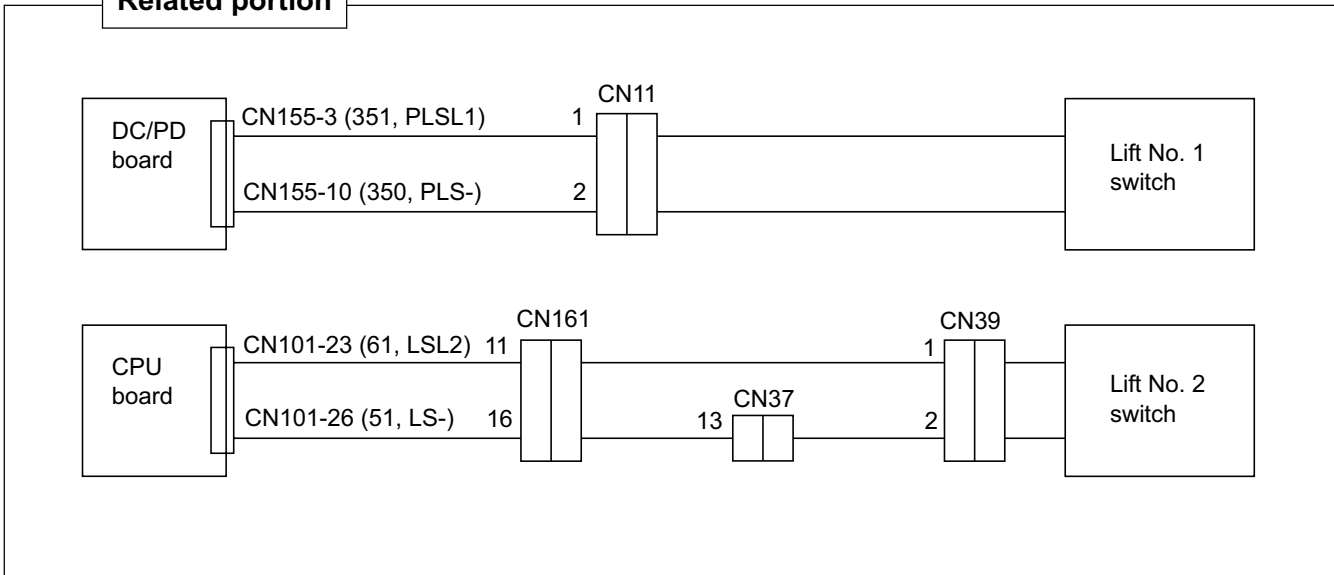 Related portion
CN11
DC/PD
board
CN155-3 (351, PLSL1)
1
CN155-10 (350, PLS-)
2
Lift No. 1
switch
CPU
board
CN101-23 (61, LSL2)
11
CN161
CN101-26 (51, LS-)
16
13
CN37
CN39
1
2
Lift No. 2
switch